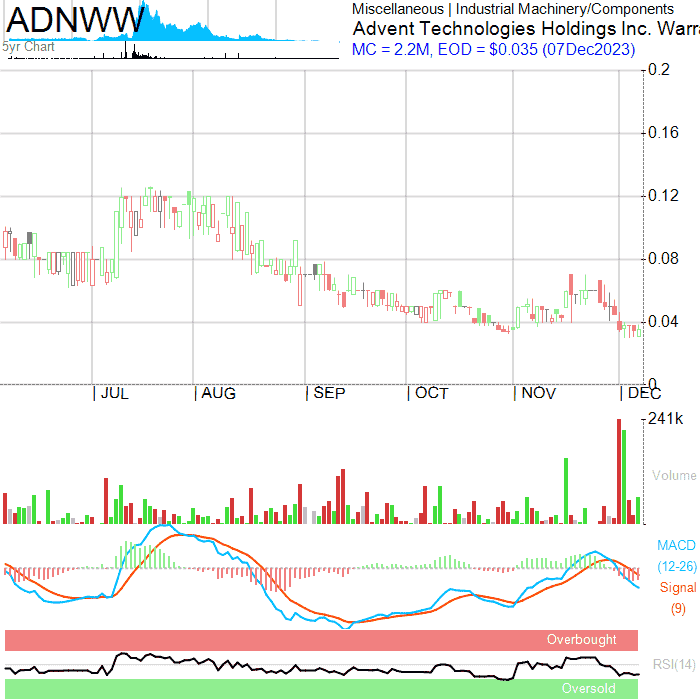 ADNWW
Miscellaneous | Industrial Machinery/Components
Advent Technologies Holdings Inc. Warra
MC = 2.2M, EOD = $0.035 (07Dec2023)
5yr Chart
0.2
0.16
0.12
0.08
0.04
0
| JUL | AUG | SEP | OCT | NOV | DEC
241k
Volume
MACD
(12-26)
Signal
(9)
Overbought
RSI(14)
Oversold